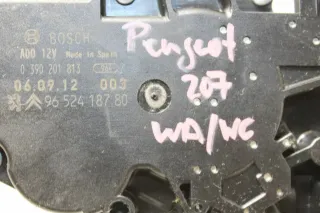 BOSCH
A00 12V Made in Spain
0 390 201 813
06.09.12 003
96 524 187 80
Peugeot
207
WA/WC